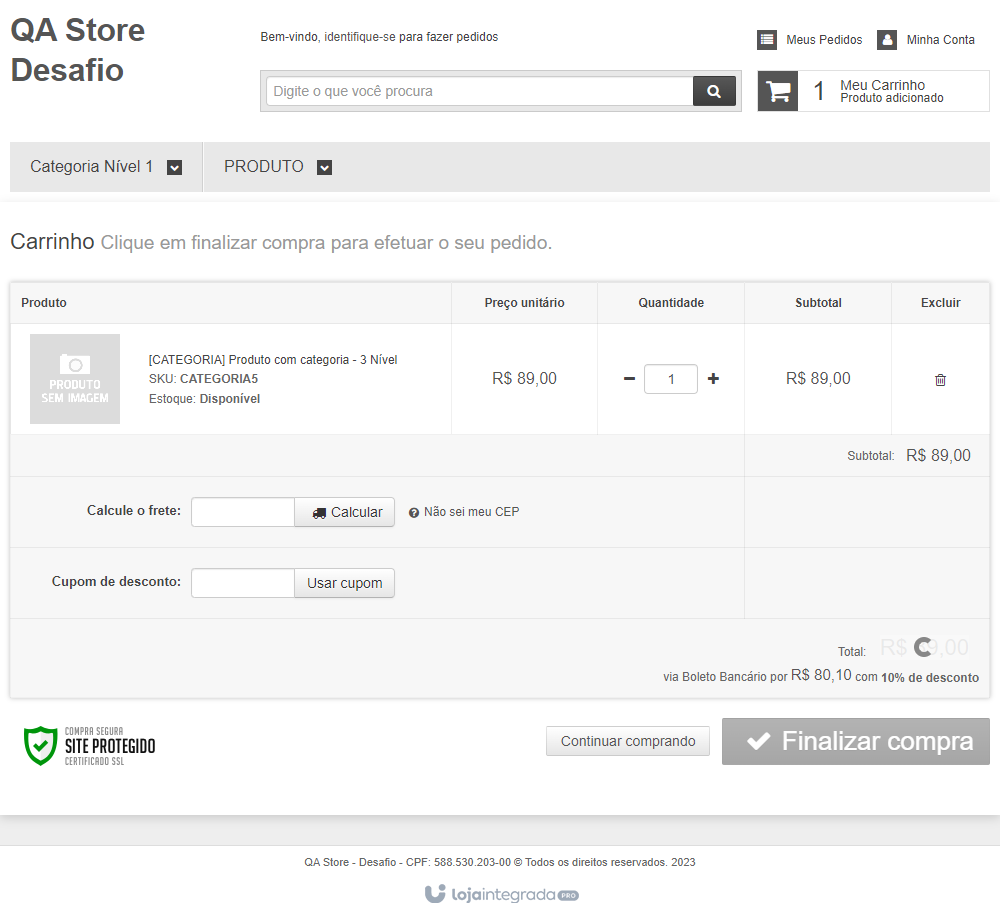 QA Store
Desafio
Bem-vindo, identifique-se para fazer pedidos
Meus Pedidos
Minha Conta
Digite o que você procura
1
Meu Carrinho
Produto adicionado
Categoria Nível 1
PRODUTO
Carrinho Clique em finalizar compra para efetuar o seu pedido.
Produto
Preço unitário
Quantidade
Subtotal
Excluir
PRODUTO
SEM IMAGEM
[CATEGORIA] Produto com categoria - 3 Nível
SKU: CATEGORIA5
Estoque: Disponível
R$ 89,00
1
R$ 89,00
Subtotal: R$ 89,00
Calcule o frete:
Calcular
Não sei meu CEP
Cupom de desconto:
Usar cupom
Total: R$ 9,00
via Boleto Bancário por R$ 80,10 com 10% de desconto
COMPRA SEGURA
SITE PROTEGIDO
CERTIFICADO SSL
Continuar comprando
Finalizar compra
QA Store - Desafio - CPF: 588.530.203-00 © Todos os direitos reservados. 2023
lojaintegrada PRO